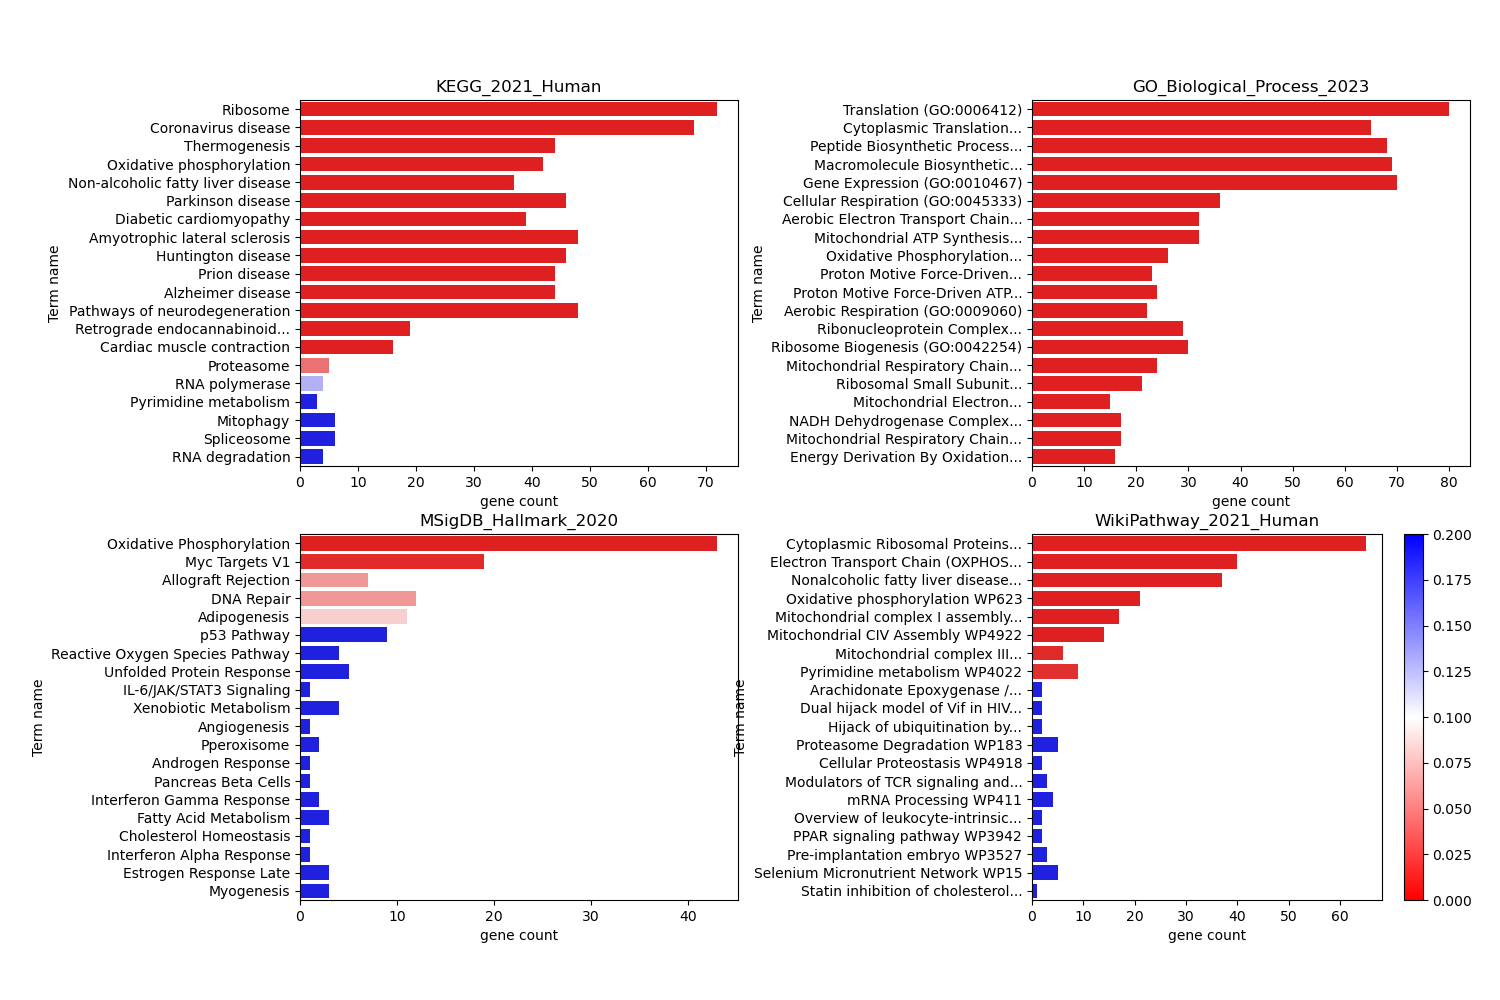 KEGG_2021_Human
Term name
Ribosome
Coronavirus disease
Thermogenesis
Oxidative phosphorylation
Non-alcoholic fatty liver disease
Parkinson disease
Diabetic cardiomyopathy
Amyotrophic lateral sclerosis
Huntington disease
Prion disease
Alzheimer disease
Pathways of neurodegeneration
Retrograde endocannabinoid...
Cardiac muscle contraction
Proteasome
RNA polymerase
Pyrimidine metabolism
Mitophagy
Spliceosome
RNA degradation
0 10 20 30 40 50 60 70
gene count
GO_Biological_Process_2023
Term name
Translation (GO:0006412)
Cytoplasmic Translation...
Peptide Biosynthetic Process...
Macromolecule Biosynthetic...
Gene Expression (GO:0010467)
Cellular Respiration (GO:0045333)
Aerobic Electron Transport Chain...
Mitochondrial ATP Synthesis...
Oxidative Phosphorylation...
Proton Motive Force-Driven...
Proton Motive Force-Driven ATP...
Aerobic Respiration (GO:0009060)
Ribonucleoprotein Complex...
Ribosome Biogenesis (GO:0042254)
Mitochondrial Respiratory Chain...
Ribosomal Small Subunit...
Mitochondrial Electron...
NADH Dehydrogenase Complex...
Mitochondrial Respiratory Chain...
Energy Derivation By Oxidation...
0 10 20 30 40 50 60 70 80
gene count
MSigDB_Hallmark_2020
Term name
Oxidative Phosphorylation
Myc Targets V1
Allograft Rejection
DNA Repair
Adipogenesis
p53 Pathway
Reactive Oxygen Species Pathway
Unfolded Protein Response
IL-6/JAK/STAT3 Signaling
Xenobiotic Metabolism
Angiogenesis
Pperoxisome
Androgen Response
Pancreas Beta Cells
Interferon Gamma Response
Fatty Acid Metabolism
Cholesterol Homeostasis
Interferon Alpha Response
Estrogen Response Late
Myogenesis
0 10 20 30 40
gene count
WikiPathway_2021_Human
Term name
Cytoplasmic Ribosomal Proteins...
Electron Transport Chain (OXPHOS...
Nonalcoholic fatty liver disease...
Oxidative phosphorylation WP623
Mitochondrial complex I assembly...
Mitochondrial CIV Assembly WP4922
Mitochondrial complex III...
Pyrimidine metabolism WP4022
Arachidonate Epoxygenase /...
Dual hijack model of Vif in HIV...
Hijack of ubiquitination by...
Proteasome Degradation WP183
Cellular Proteostasis WP4918
Modulators of TCR signaling and...
mRNA Processing WP411
Overview of leukocyte-intrinsic...
PPAR signaling pathway WP3942
Pre-implantation embryo WP3527
Selenium Micronutrient Network WP15
Statin inhibition of cholesterol...
0 10 20 30 40 50 60
gene count
0.200
0.175
0.150
0.125
0.100
0.075
0.050
0.025
0.000